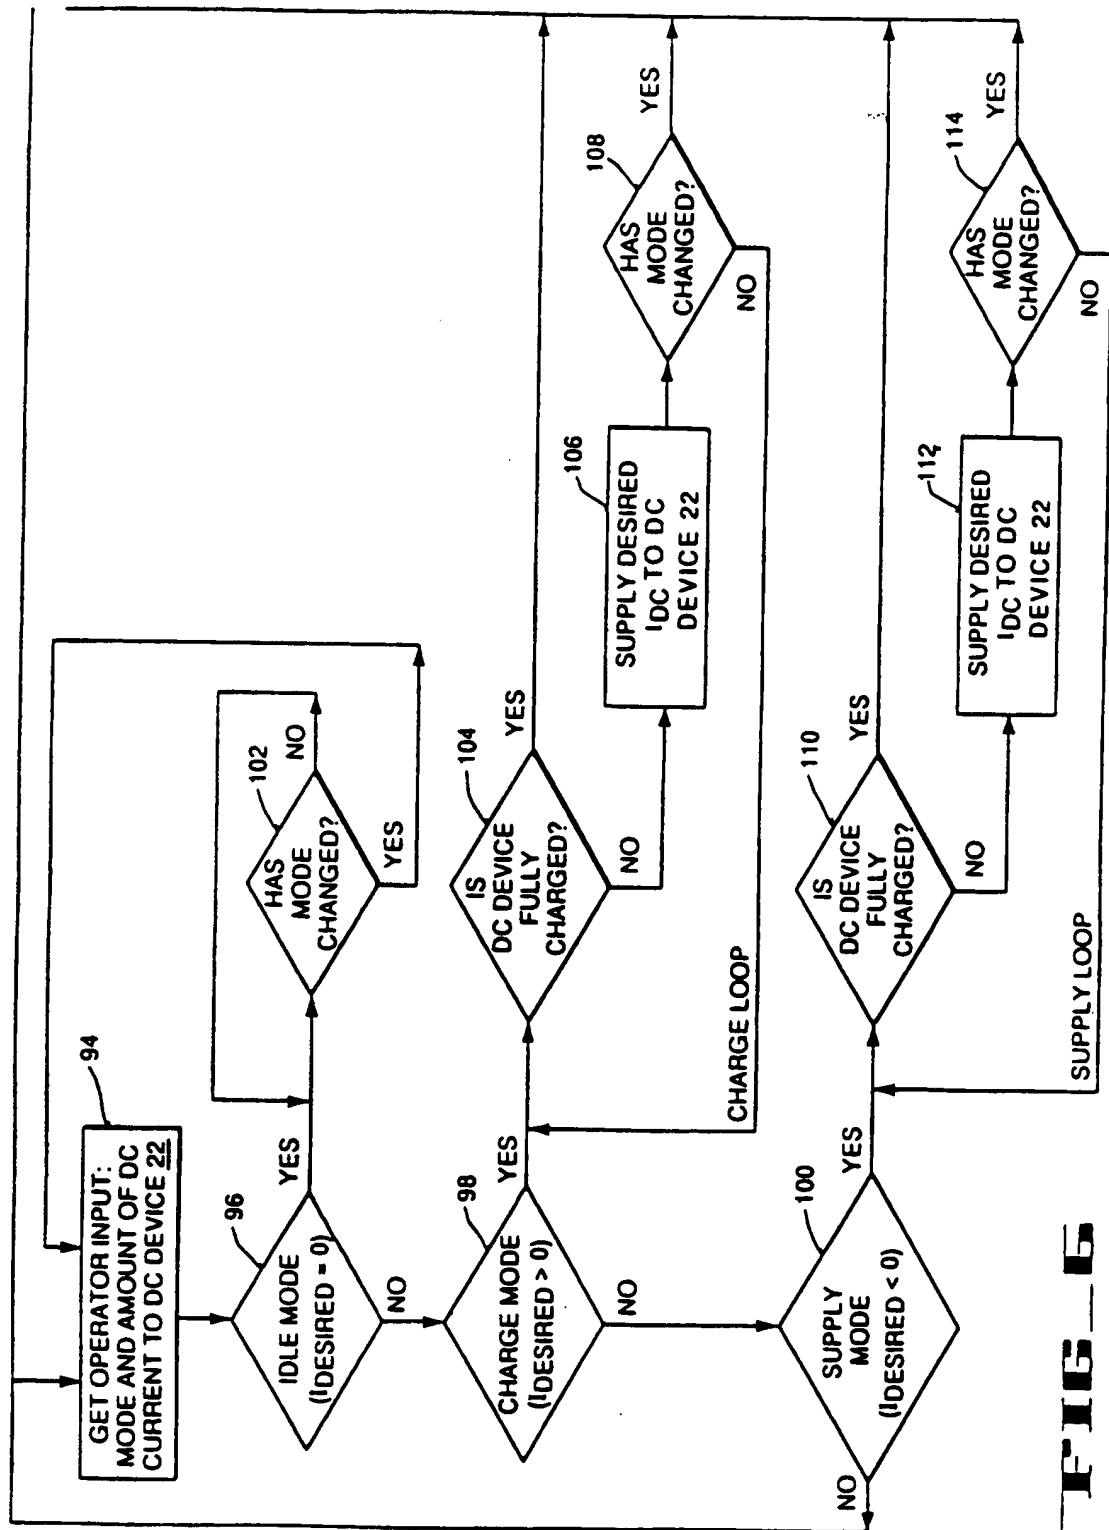 94
GET OPERATOR INPUT:
MODE AND AMOUNT OF DC
CURRENT TO DC DEVICE 22
96
IDLE MODE
(IDESIRED = 0)
YES
NO
102
HAS
MODE
CHANGED?
NO
YES
98
CHARGE MODE
(IDESIRED > 0)
YES
NO
104
IS
DC DEVICE
FULLY
CHARGED?
YES
NO
106
SUPPLY DESIRED
IDC TO DC
DEVICE 22
108
HAS
MODE
CHANGED?
YES
NO
CHARGE LOOP
100
SUPPLY
MODE
(IDESIRED < 0)
YES
NO
110
IS
DC DEVICE
FULLY
CHARGED?
YES
NO
112
SUPPLY DESIRED
IDC TO DC
DEVICE 22
114
HAS
MODE
CHANGED?
YES
NO
SUPPLY LOOP
FIG 6